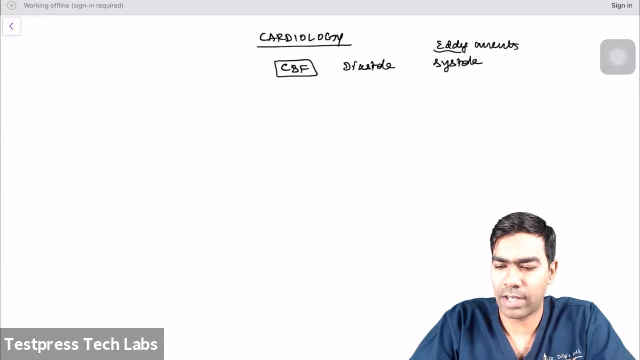 Working offline (sign-in required)
Sign in
CARDIOLOGY
Eddy currents
CBF Diastole systole
Testpress Tech Labs